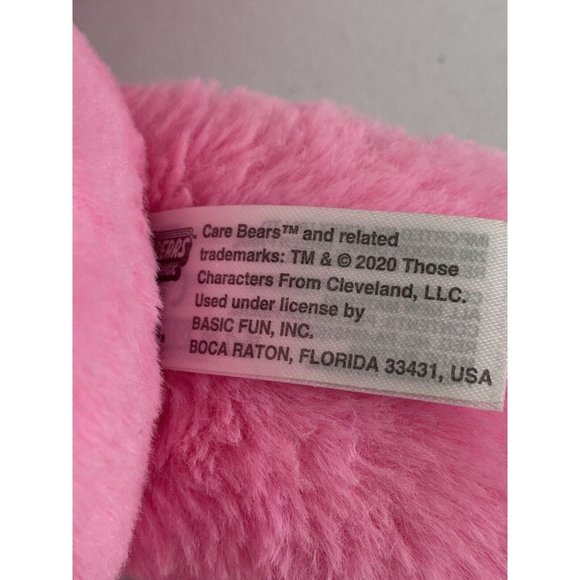 Care Bears™ and related
trademarks: TM & © 2020 Those
Characters From Cleveland, LLC.
Used under license by
BASIC FUN, INC.
BOCA RATON, FLORIDA 33431, USA